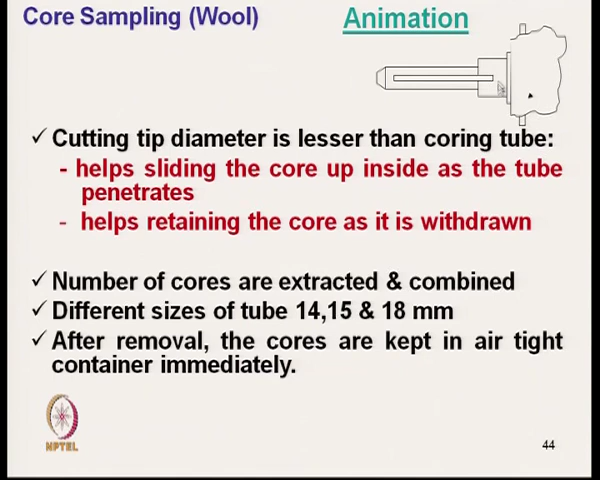 Core Sampling (Wool)
Animation
✓ Cutting tip diameter is lesser than coring tube:
- helps sliding the core up inside as the tube
penetrates
- helps retaining the core as it is withdrawn
✓ Number of cores are extracted & combined
✓ Different sizes of tube 14,15 & 18 mm
✓ After removal, the cores are kept in air tight
container immediately.
NPTEL
44